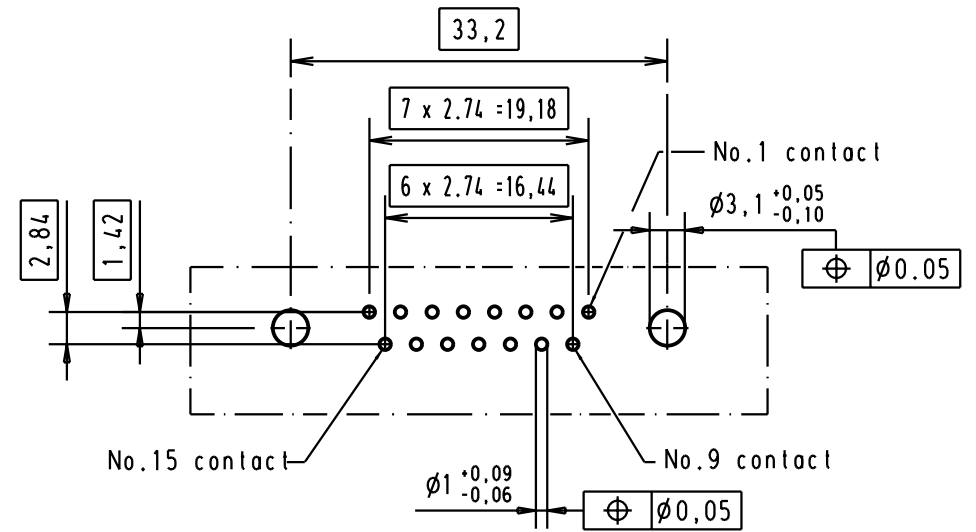 33,2
7 x 2.74 =19,18
No.1 contact
6 x 2.74 =16,44
Ø3,1 +0,05 -0,10
2,84
1,42
⌖ Ø0.05
No.15 contact
No.9 contact
Ø1 +0,09 -0,06
⌖ Ø0,05